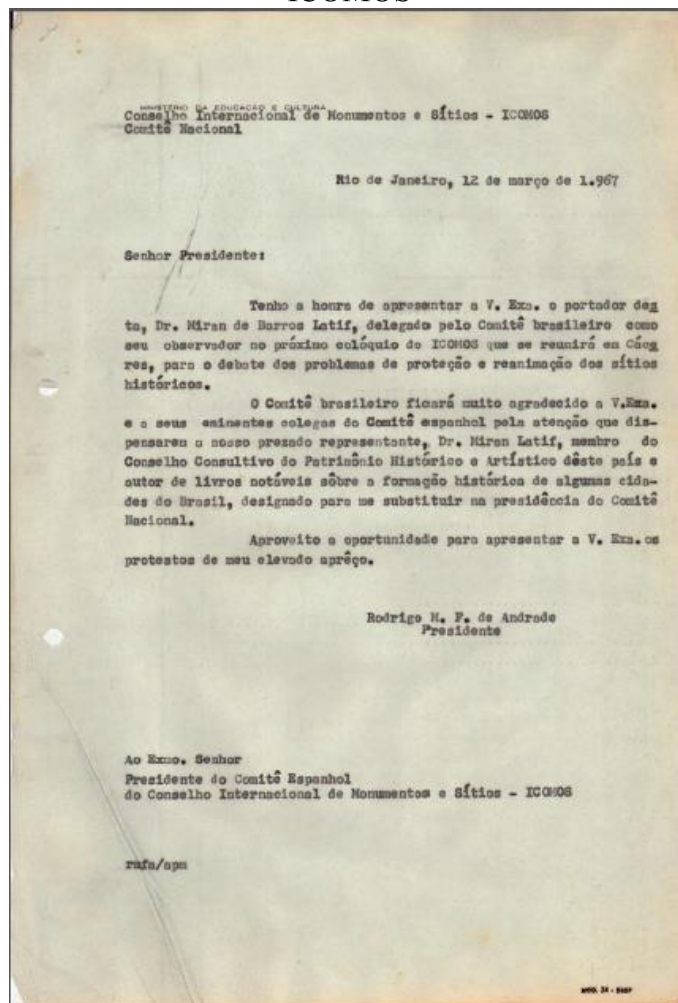 ICOMOS
MINISTÉRIO DA EDUCAÇÃO E CULTURA
Conselho Internacional de Monumentos e Sítios - ICOMOS
Comitê Nacional
Rio de Janeiro, 12 de março de 1.967
Senhor Presidente:
Tenho a honra de apresentar a V. Exa. o portador des
ta, Dr. Miran de Barros Latif, delegado pelo Comitê brasileiro como
seu observador no próximo colóquio do ICOMOS que se reunirá em Cáce
res, para o debate dos problemas de proteção e reanimação dos sítios
históricos.
O Comitê brasileiro ficará muito agradecido a V.Exa.
e a seus eminentes colegas do Comitê espanhol pela atenção que dis-
pensarem a nosso prezado representante, Dr. Miran Latif, membro do
Conselho Consultivo do Patrimônio Histórico e Artístico dêste país e
autor de livros notáveis sôbre a formação histórica de algumas cida-
des do Brasil, designado para me substituir na presidência do Comitê
Nacional.
Aproveito a oportunidade para apresentar a V. Exa. os
protestos de meu elevado aprêço.
Rodrigo M. F. de Andrade
Presidente
Ao Exmo. Senhor
Presidente do Comitê Espanhol
do Conselho Internacional de Monumentos e Sítios - ICOMOS
rmfa/apm